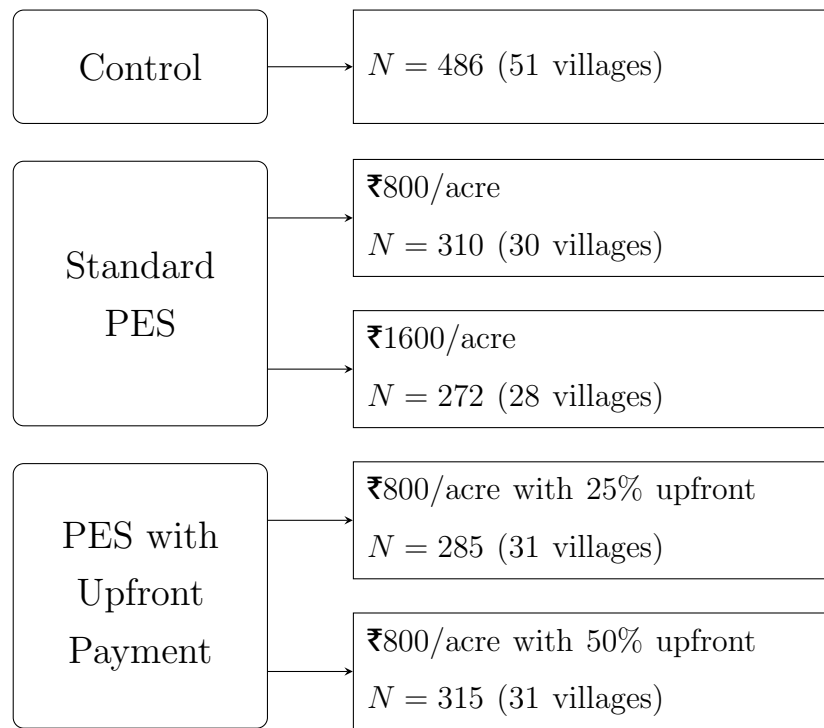 Control
N = 486 (51 villages)
Standard
PES
₹800/acre
N = 310 (30 villages)
₹1600/acre
N = 272 (28 villages)
PES with
Upfront
Payment
₹800/acre with 25% upfront
N = 285 (31 villages)
₹800/acre with 50% upfront
N = 315 (31 villages)